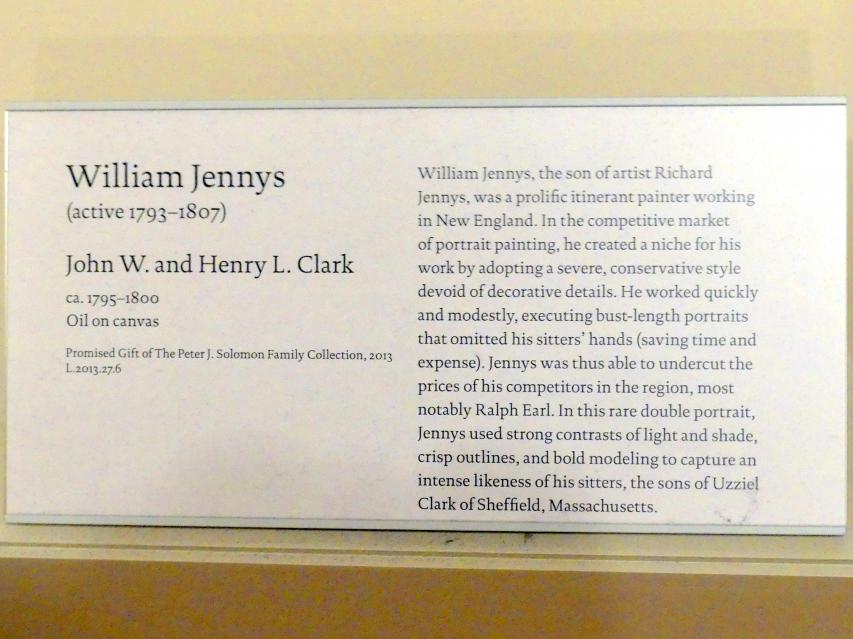 William Jennys
(active 1793–1807)
John W. and Henry L. Clark
ca. 1795–1800
Oil on canvas
Promised Gift of The Peter J. Solomon Family Collection, 2013
L.2013.27.6
William Jennys, the son of artist Richard
Jennys, was a prolific itinerant painter working
in New England. In the competitive market
of portrait painting, he created a niche for his
work by adopting a severe, conservative style
devoid of decorative details. He worked quickly
and modestly, executing bust-length portraits
that omitted his sitters’ hands (saving time and
expense). Jennys was thus able to undercut the
prices of his competitors in the region, most
notably Ralph Earl. In this rare double portrait,
Jennys used strong contrasts of light and shade,
crisp outlines, and bold modeling to capture an
intense likeness of his sitters, the sons of Uzziel
Clark of Sheffield, Massachusetts.